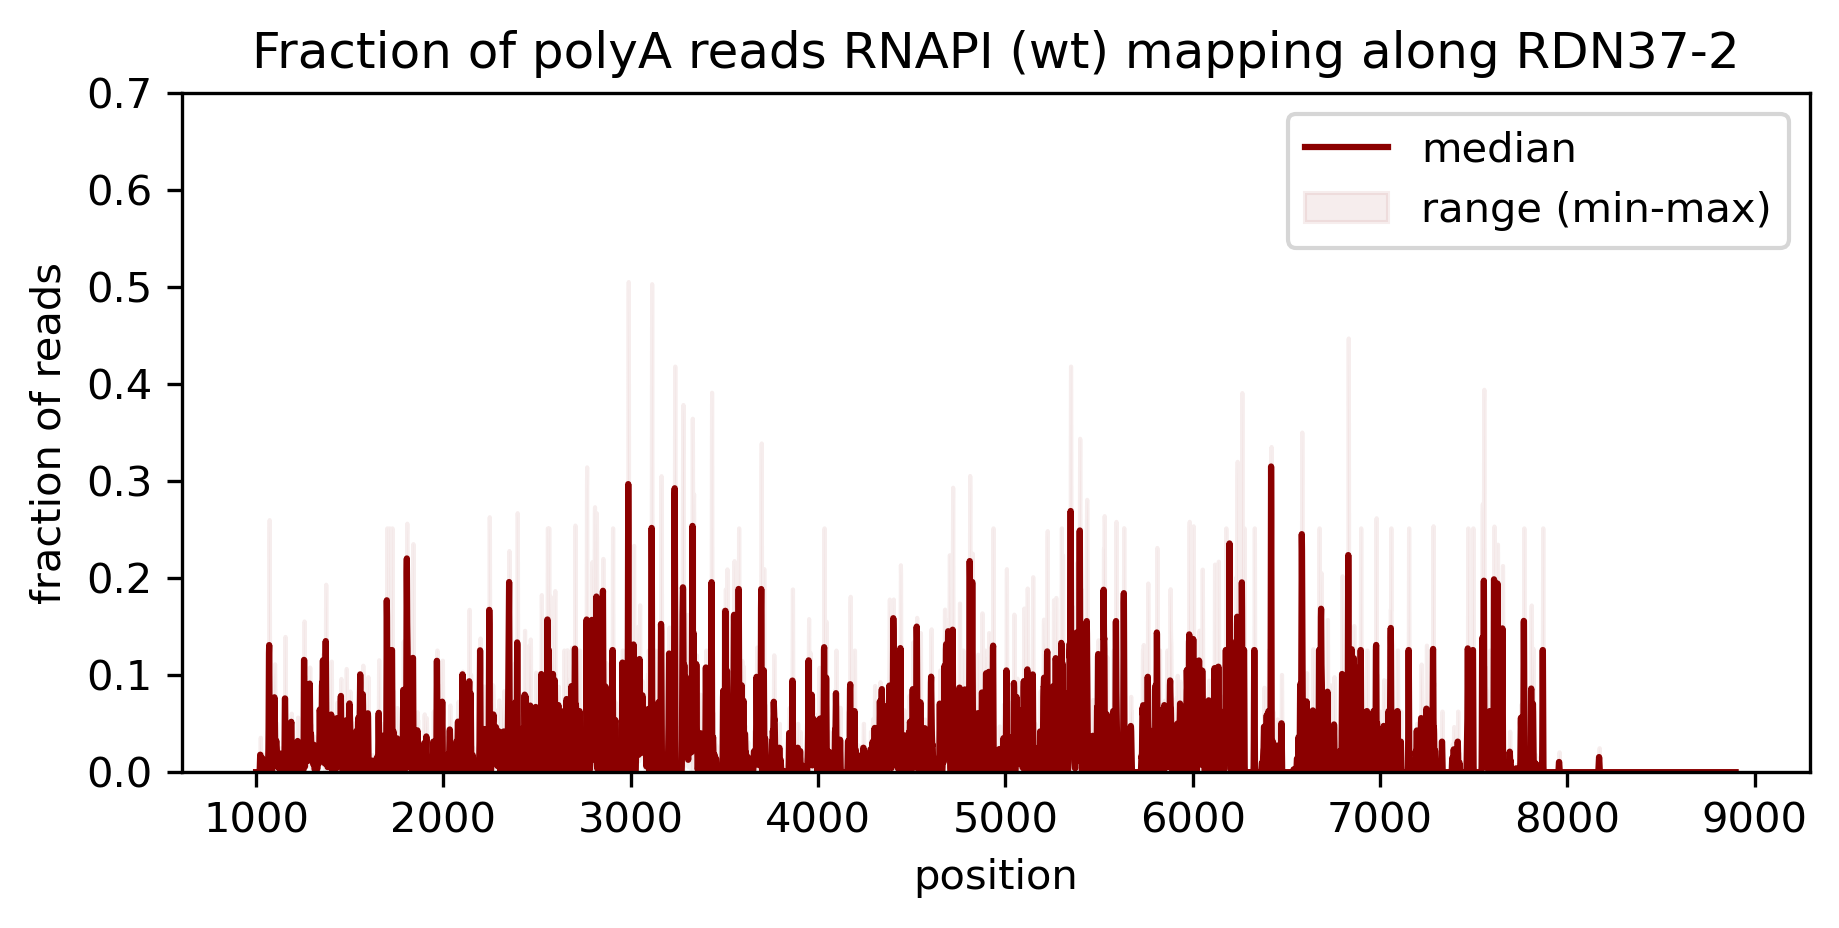 Fraction of polyA reads RNAPI (wt) mapping along RDN37-2
0.7
0.6
0.5
0.4
0.3
0.2
0.1
0.0
fraction of reads
median
range (min-max)
1000 2000 3000 4000 5000 6000 7000 8000 9000
position